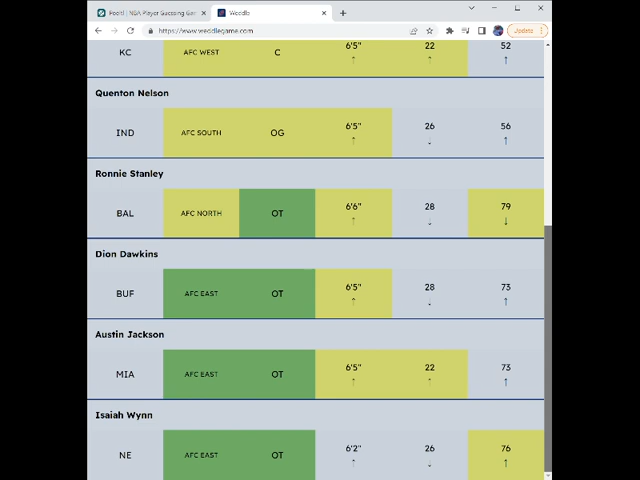 Poeltl | NBA Player Guessing Gam
Weddle
https://www.weddlegame.com
Update
KC AFC WEST C 6'5" ↑ 22 ↑ 52 ↑
Quenton Nelson
IND AFC SOUTH OG 6'5" ↑ 26 ↓ 56 ↑
Ronnie Stanley
BAL AFC NORTH OT 6'6" ↑ 28 ↓ 79 ↓
Dion Dawkins
BUF AFC EAST OT 6'5" ↑ 28 ↓ 73 ↑
Austin Jackson
MIA AFC EAST OT 6'5" ↑ 22 ↑ 73 ↑
Isaiah Wynn
NE AFC EAST OT 6'2" ↑ 26 ↓ 76 ↑